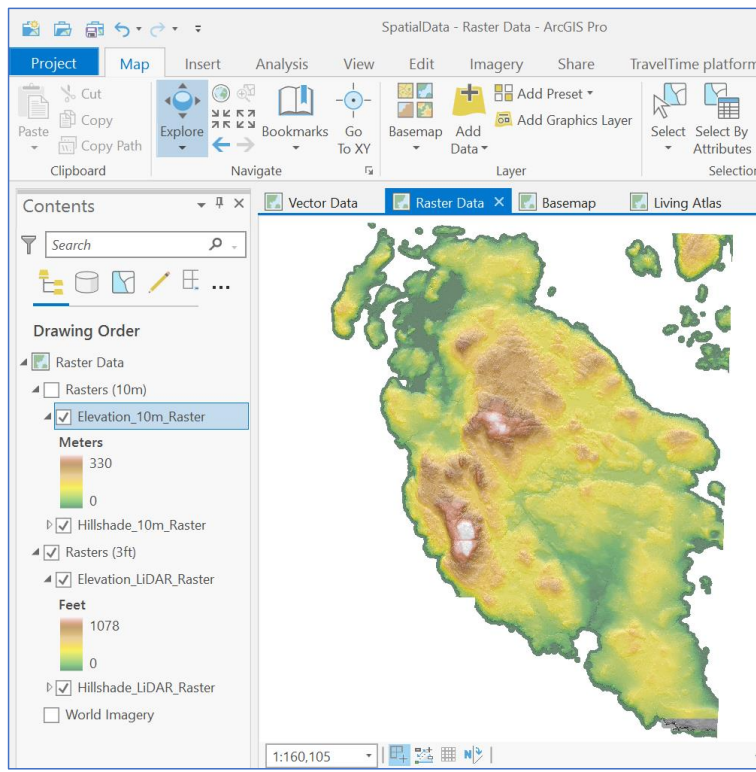 SpatialData - Raster Data - ArcGIS Pro
Project Map Insert Analysis View Edit Imagery Share TravelTime platform
Paste
Cut
Copy
Copy Path
Clipboard
Explore
Bookmarks
Go
To XY
Navigate
Basemap
Add
Data
Add Preset
Add Graphics Layer
Layer
Select
Select By
Attributes
Selection
Contents
Search
Drawing Order
Raster Data
Rasters (10m)
Elevation_10m_Raster
Meters
330
0
Hillshade_10m_Raster
Rasters (3ft)
Elevation_LiDAR_Raster
Feet
1078
0
Hillshade_LiDAR_Raster
World Imagery
Vector Data Raster Data Basemap Living Atlas
1:160,105
N